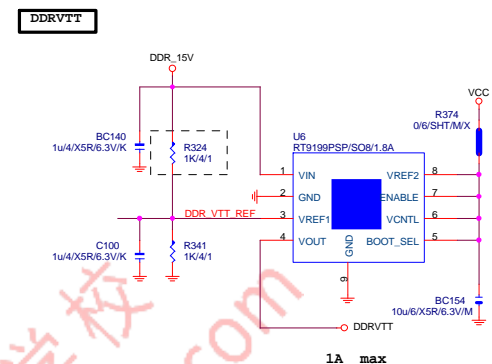 DDRVTT
DDR_15V
VCC
R374
0/6/SHT/M/X
BC140
1u/4/X5R/6.3V/K
R324
1K/4/1
U6
RT9199PSP/SO8/1.8A
1 VIN VREF2 8
2 GND ENABLE 7
DDR_VTT_REF 3 VREF1 VCNTL 6
4 VOUT BOOT_SEL 5
GND
9
C100
1u/4/X5R/6.3V/K
R341
1K/4/1
BC154
10u/6/X5R/6.3V/M
DDRVTT
1A max
学校
com